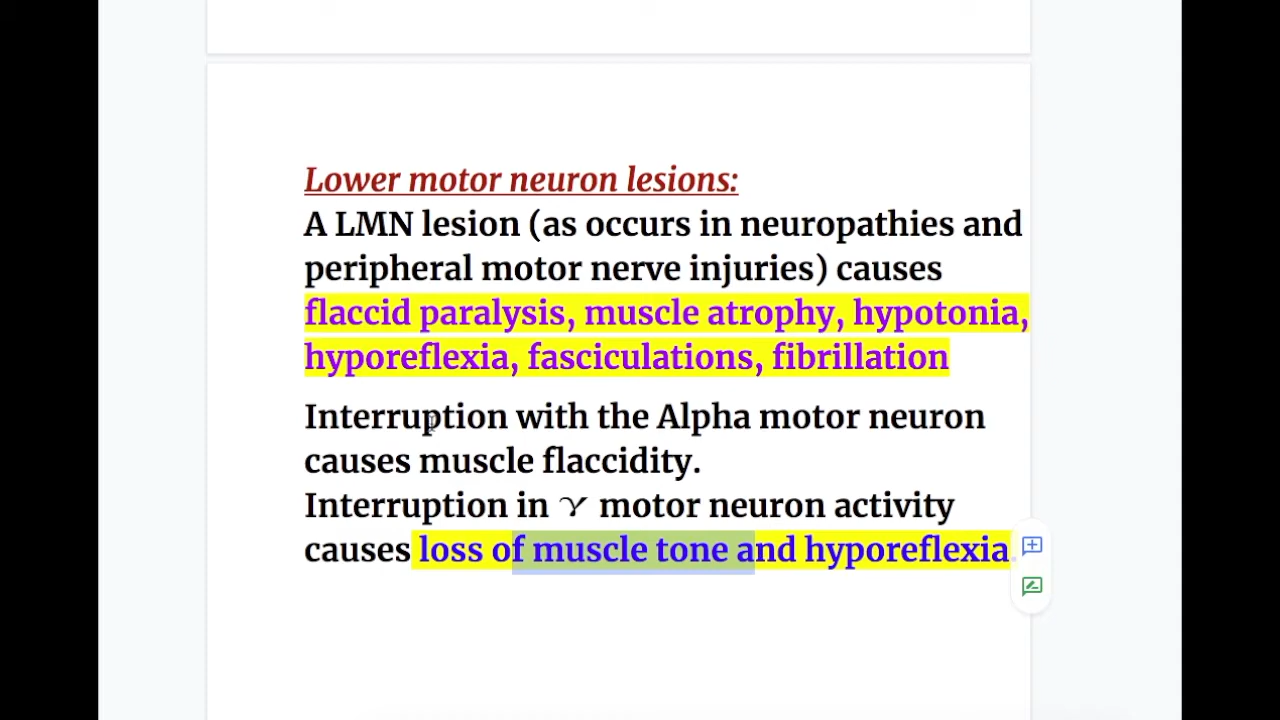 Lower motor neuron lesions:
A LMN lesion (as occurs in neuropathies and
peripheral motor nerve injuries) causes
flaccid paralysis, muscle atrophy, hypotonia,
hyporeflexia, fasciculations, fibrillation
Interruption with the Alpha motor neuron
causes muscle flaccidity.
Interruption in ϒ motor neuron activity
causes loss of muscle tone and hyporeflexia.